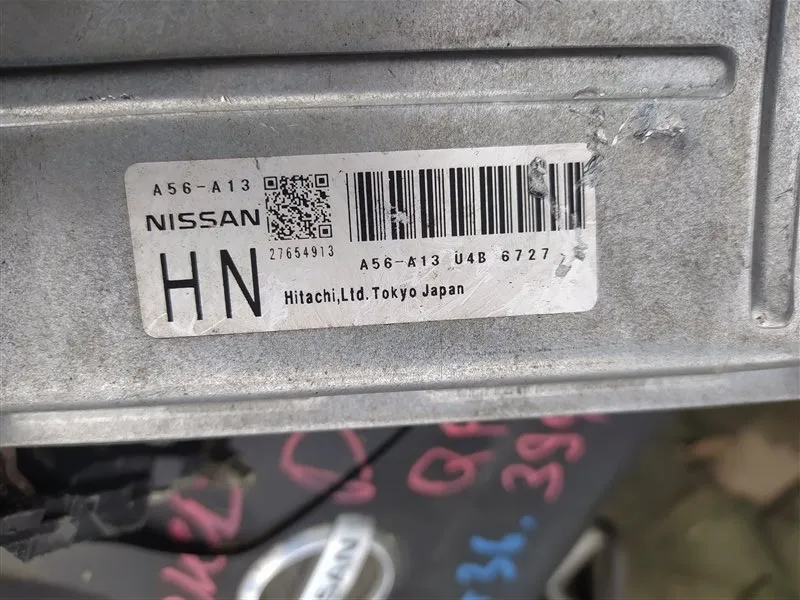 A56-A13
NISSAN
27654913
A56-A13 U4B 6727
HN
Hitachi,Ltd.Tokyo Japan